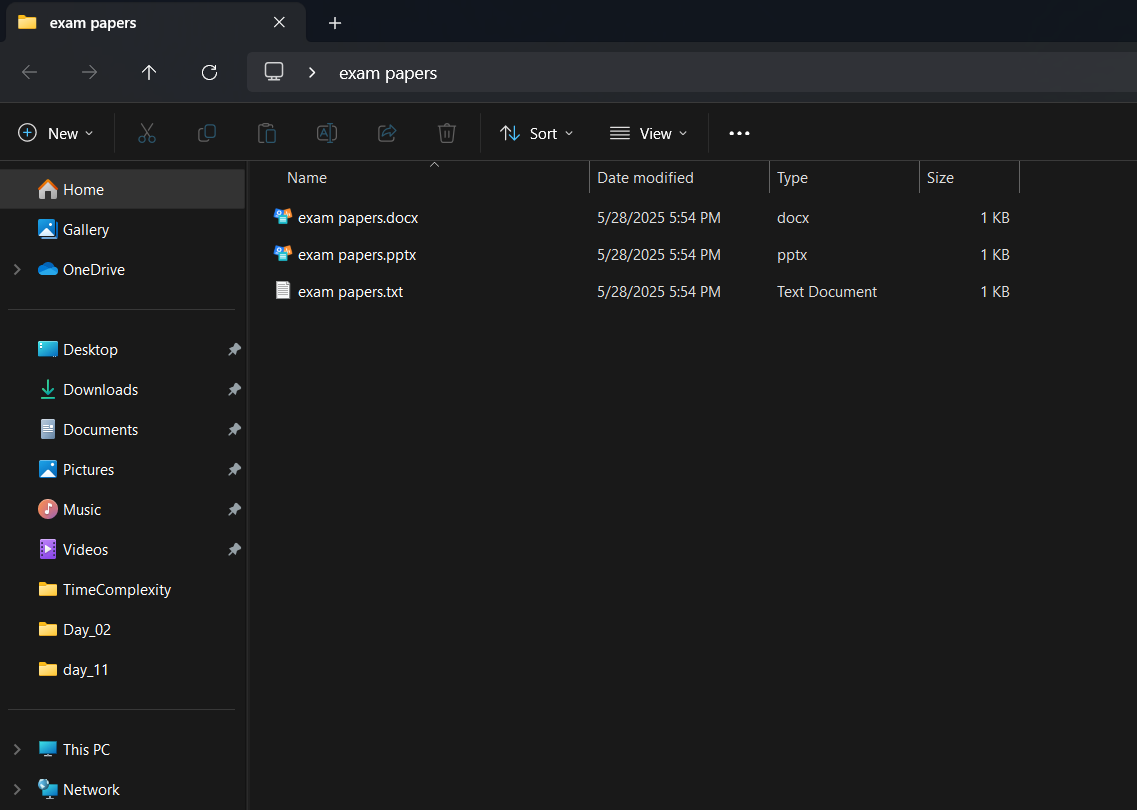 exam papers
exam papers
New
Sort
View
Home
Gallery
OneDrive
Desktop
Downloads
Documents
Pictures
Music
Videos
TimeComplexity
Day_02
day_11
This PC
Network
Name Date modified Type Size
exam papers.docx 5/28/2025 5:54 PM docx 1 KB
exam papers.pptx 5/28/2025 5:54 PM pptx 1 KB
exam papers.txt 5/28/2025 5:54 PM Text Document 1 KB